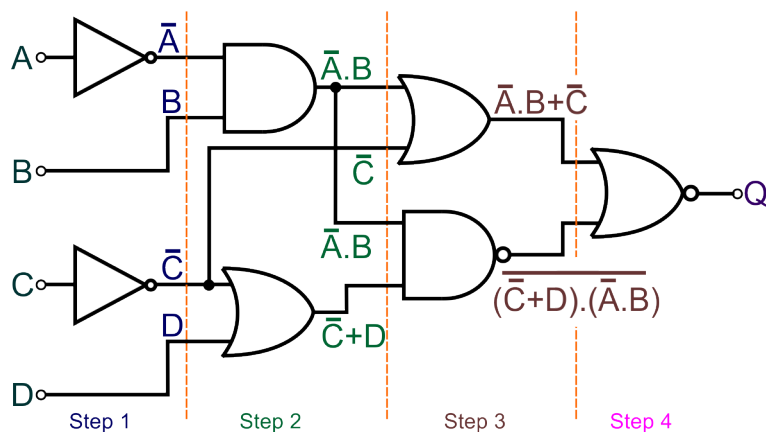 A
A̅
A̅.B
A̅.B+C̅
B
B
C̅
Q
A̅.B
C
C̅
(C̅+D).(A̅.B)
D
C̅+D
D
Step 1
Step 2
Step 3
Step 4